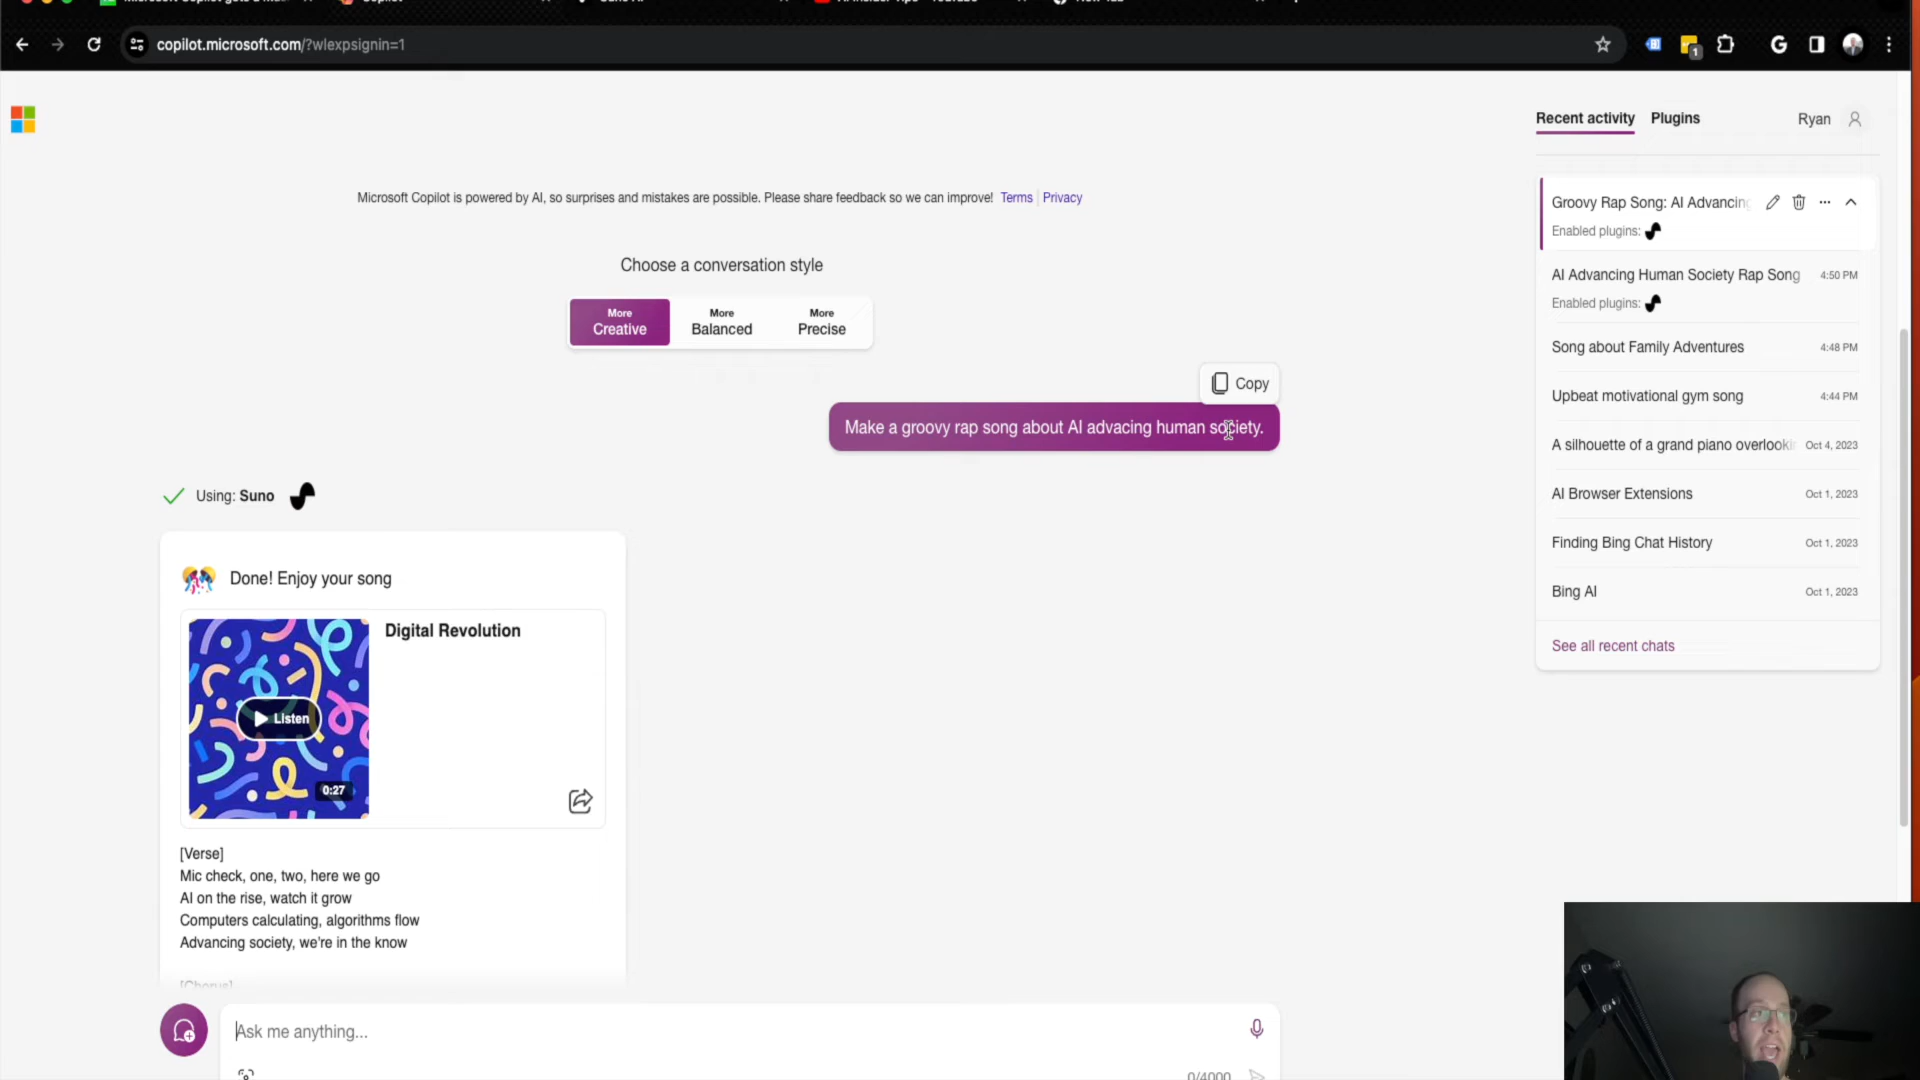 copilot.microsoft.com/?wlexpsignin=1
1
Recent activity
Plugins
Ryan
Microsoft Copilot is powered by AI, so surprises and mistakes are possible. Please share feedback so we can improve! Terms Privacy
Choose a conversation style
More Creative
More Balanced
More Precise
Copy
Make a groovy rap song about AI advacing human society.
Using: Suno
Done! Enjoy your song
Digital Revolution
Listen
0:27
[Verse]
Mic check, one, two, here we go
AI on the rise, watch it grow
Computers calculating, algorithms flow
Advancing society, we're in the know
[Chorus]
Ask me anything...
0/4000
Groovy Rap Song: AI Advancing
Enabled plugins:
AI Advancing Human Society Rap Song 4:50 PM
Enabled plugins:
Song about Family Adventures 4:48 PM
Upbeat motivational gym song 4:44 PM
A silhouette of a grand piano overlooki Oct 4, 2023
AI Browser Extensions Oct 1, 2023
Finding Bing Chat History Oct 1, 2023
Bing AI Oct 1, 2023
See all recent chats